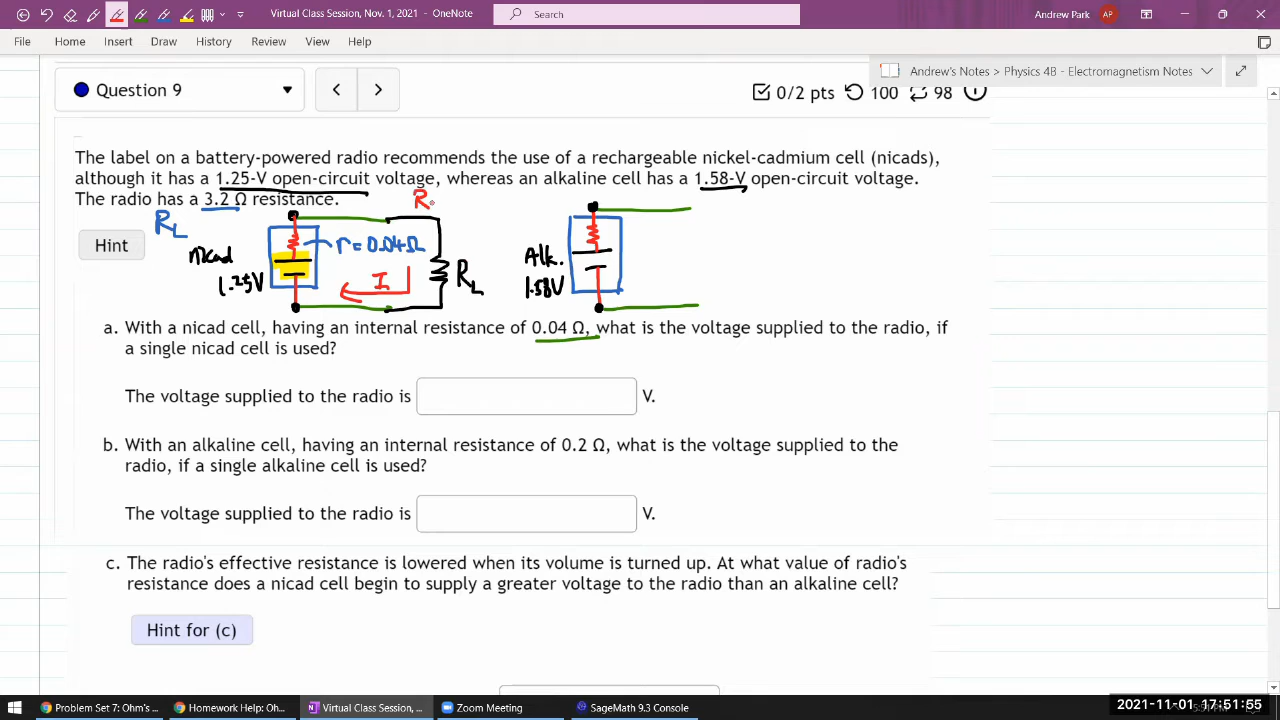 Virtual Class Session, Nov. 1, 2021 - OneNote
Search
Andrew Park
AP
File Home Insert Draw History Review View Help
Andrew's Notes > Physics 4B - Electromagnetism Notes
Question 9
0/2 pts 100 98
The label on a battery-powered radio recommends the use of a rechargeable nickel-cadmium cell (nicads),
although it has a 1.25-V open-circuit voltage, whereas an alkaline cell has a 1.58-V open-circuit voltage.
The radio has a 3.2 Ω resistance.
R
RL
Hint
nicad
1.25V
r=0.04Ω
I
RL
Alk.
1.58V
a. With a nicad cell, having an internal resistance of 0.04 Ω, what is the voltage supplied to the radio, if
a single nicad cell is used?
The voltage supplied to the radio is V.
b. With an alkaline cell, having an internal resistance of 0.2 Ω, what is the voltage supplied to the
radio, if a single alkaline cell is used?
The voltage supplied to the radio is V.
c. The radio's effective resistance is lowered when its volume is turned up. At what value of radio's
resistance does a nicad cell begin to supply a greater voltage to the radio than an alkaline cell?
Hint for (c)
Problem Set 7: Ohm's ...
Homework Help: Oh...
Virtual Class Session, ...
Zoom Meeting
SageMath 9.3 Console
2021-11-01 17:51:55